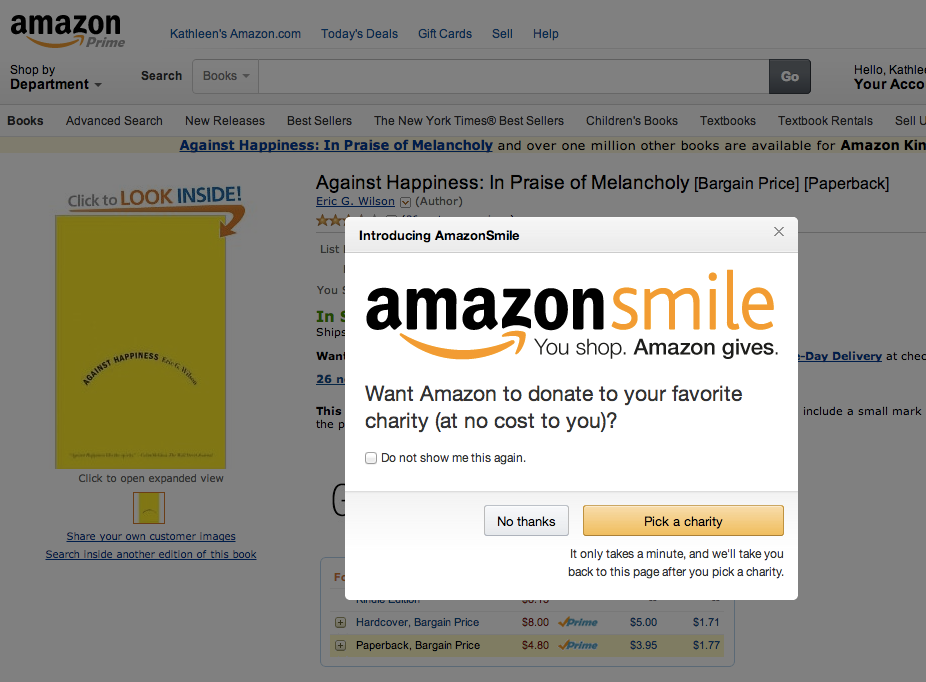 amazon
Prime
Kathleen's Amazon.com Today's Deals Gift Cards Sell Help
Shop by
Department
Search Books Go
Hello, Kathlee
Your Acco
Books Advanced Search New Releases Best Sellers The New York Times® Best Sellers Children's Books Textbooks Textbook Rentals Sell U
Against Happiness: In Praise of Melancholy and over one million other books are available for Amazon Kin
Click to LOOK INSIDE!
Against Happiness: In Praise of Melancholy [Bargain Price] [Paperback]
Eric G. Wilson (Author)
List
You S
In S
Ships
Want
e-Day Delivery at chec
26 n
This
include a small mark
the p
AGAINST HAPPINESS Eric G. Wilson
Click to open expanded view
Share your own customer images
Search inside another edition of this book
Introducing AmazonSmile
amazonsmile
You shop. Amazon gives.
Want Amazon to donate to your favorite
charity (at no cost to you)?
Do not show me this again.
No thanks Pick a charity
It only takes a minute, and we'll take you
back to this page after you pick a charity.
Fo
Kindle Edition
Hardcover, Bargain Price $8.00 Prime $5.00 $1.71
Paperback, Bargain Price $4.80 Prime $3.95 $1.77